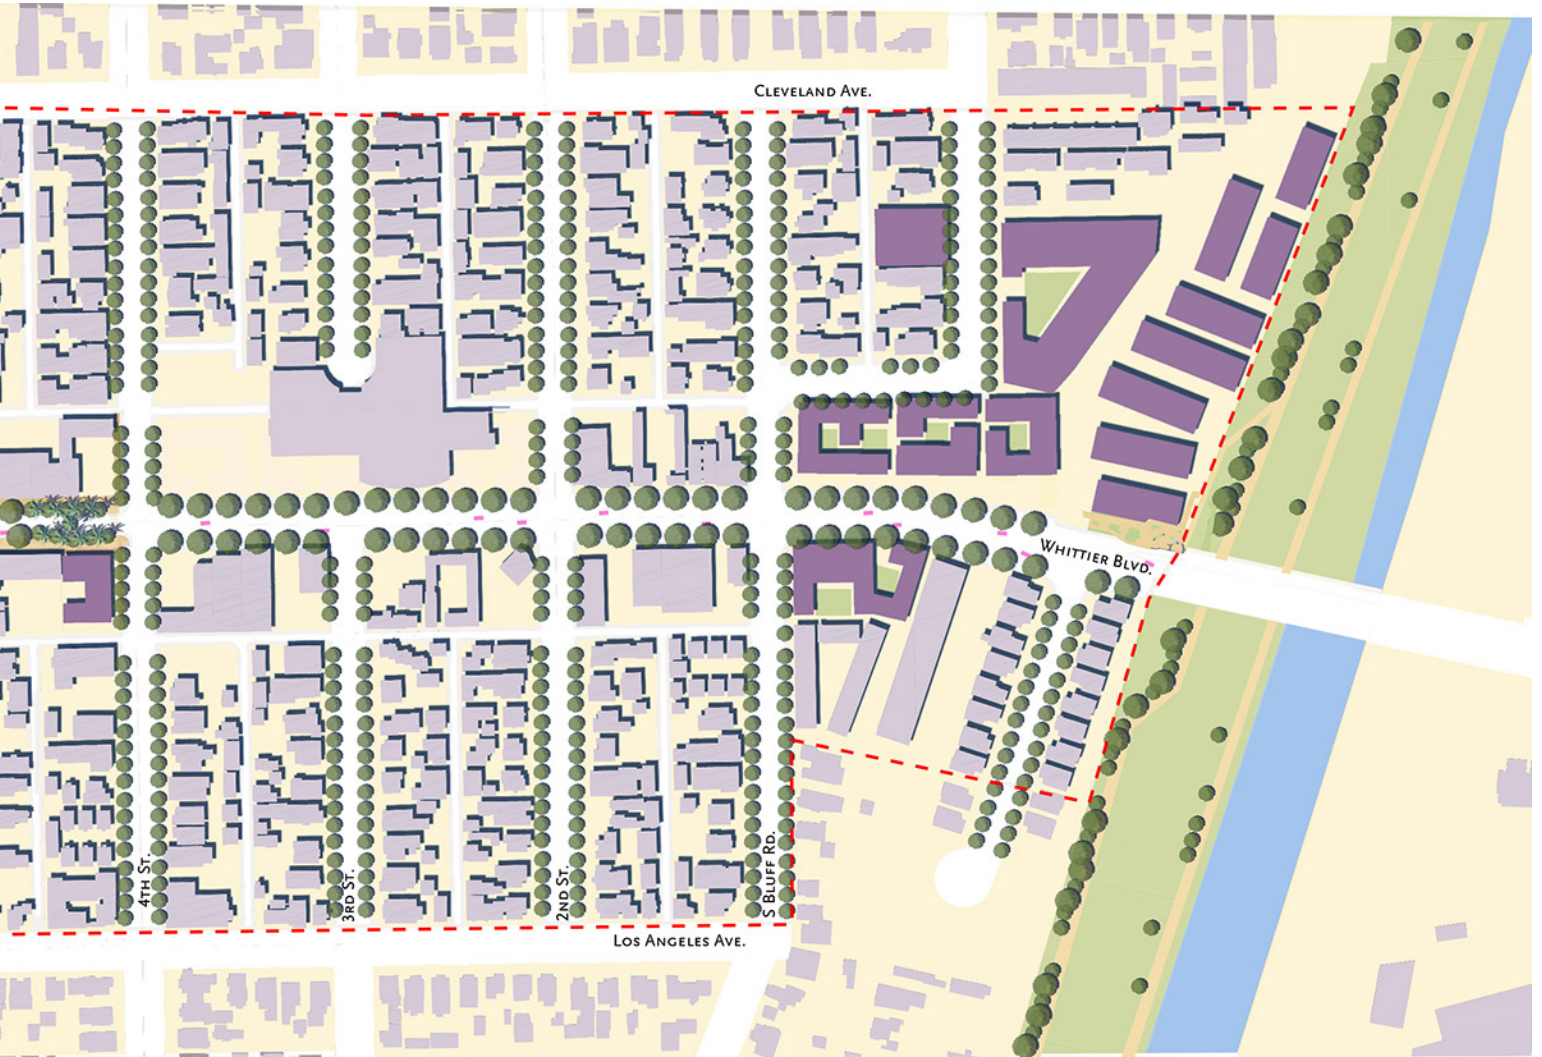 CLEVELAND AVE.
WHITTIER BLVD.
4TH ST.
3RD ST.
2ND ST.
S BLUFF RD.
LOS ANGELES AVE.